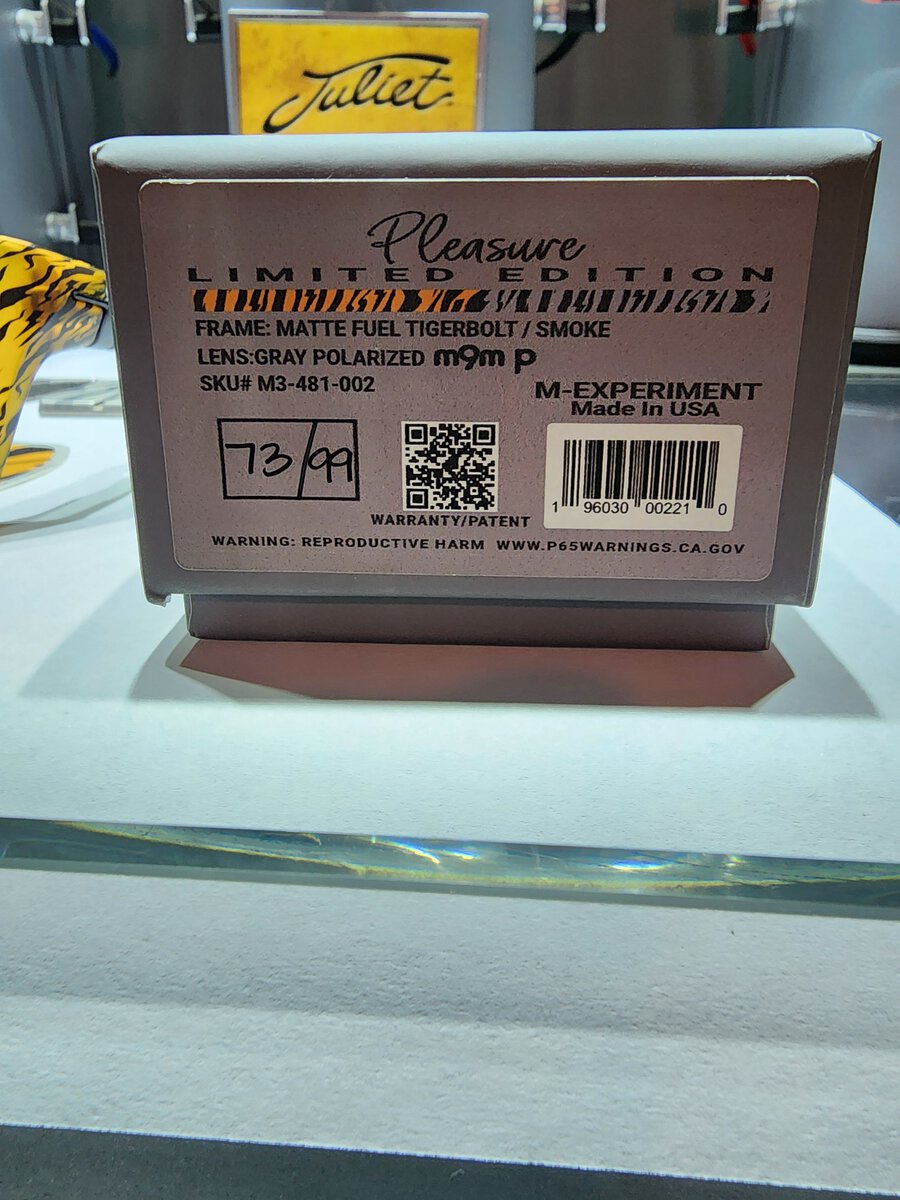 Juliet
Pleasure
LIMITED EDITION
FRAME: MATTE FUEL TIGERBOLT / SMOKE
LENS:GRAY POLARIZED m9m p
SKU# M3-481-002
M-EXPERIMENT
Made In USA
73/99
1 96030 00221 0
WARRANTY/PATENT
WARNING: REPRODUCTIVE HARM WWW.P65WARNINGS.CA.GOV